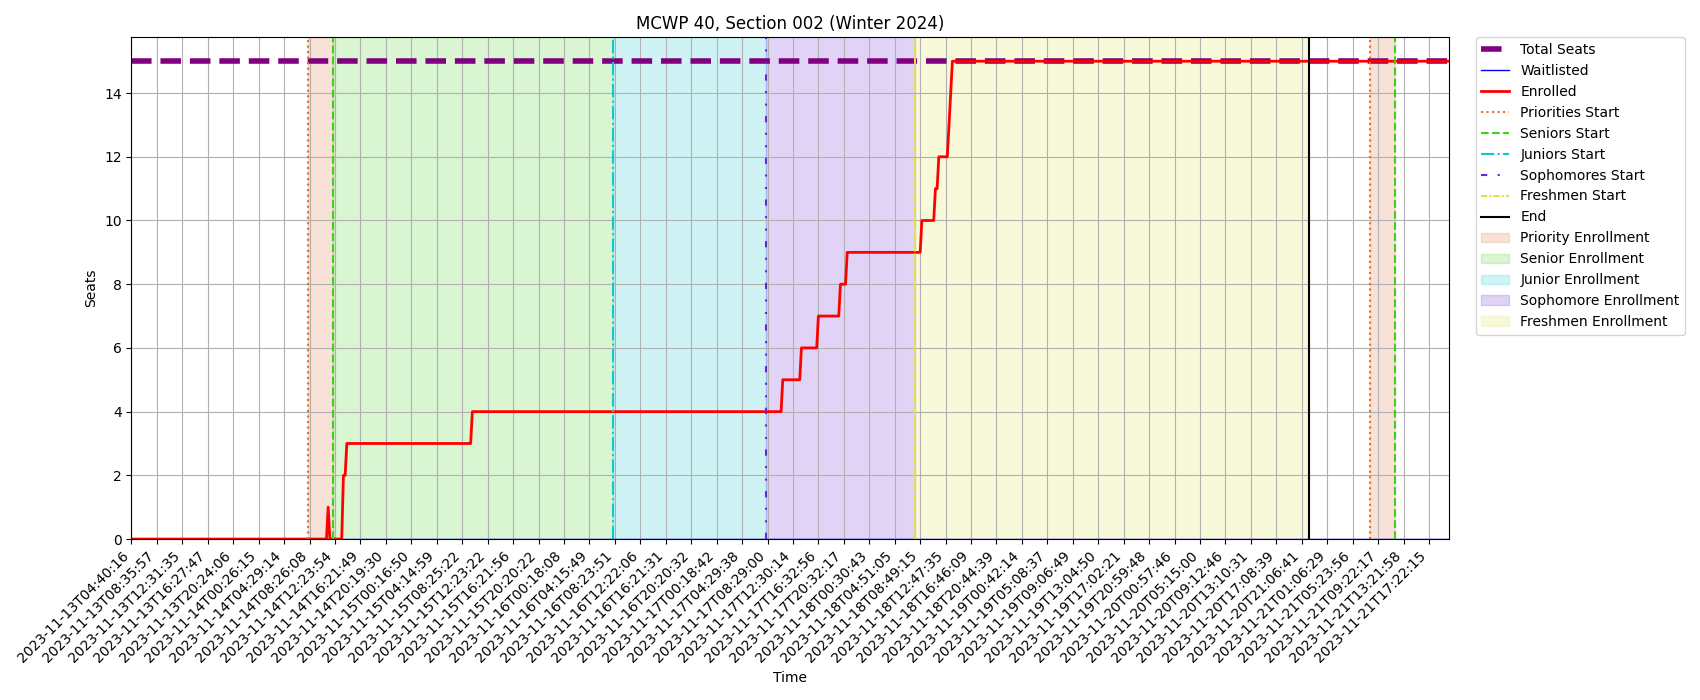 MCWP 40, Section 002 (Winter 2024)
Total Seats
Waitlisted
Enrolled
Priorities Start
Seniors Start
Juniors Start
Sophomores Start
Freshmen Start
End
Priority Enrollment
Senior Enrollment
Junior Enrollment
Sophomore Enrollment
Freshmen Enrollment
Seats
14
12
10
8
6
4
2
0
2023-11-13T04:40:16
2023-11-13T08:35:57
2023-11-13T12:31:35
2023-11-13T16:27:47
2023-11-13T20:24:06
2023-11-14T00:26:15
2023-11-14T04:29:14
2023-11-14T08:26:08
2023-11-14T12:23:54
2023-11-14T16:21:49
2023-11-14T20:19:30
2023-11-15T00:16:50
2023-11-15T04:14:59
2023-11-15T08:25:22
2023-11-15T12:23:22
2023-11-15T16:21:56
2023-11-15T20:20:22
2023-11-16T00:18:08
2023-11-16T04:15:49
2023-11-16T08:23:51
2023-11-16T12:22:06
2023-11-16T16:21:31
2023-11-16T20:20:32
2023-11-17T00:18:42
2023-11-17T04:29:38
2023-11-17T08:29:00
2023-11-17T12:30:14
2023-11-17T16:32:56
2023-11-17T20:32:17
2023-11-18T00:30:43
2023-11-18T04:51:05
2023-11-18T08:49:15
2023-11-18T12:47:35
2023-11-18T16:46:09
2023-11-18T20:44:39
2023-11-19T00:42:14
2023-11-19T05:08:37
2023-11-19T09:06:49
2023-11-19T13:04:50
2023-11-19T17:02:21
2023-11-19T20:59:48
2023-11-20T00:57:46
2023-11-20T05:15:00
2023-11-20T09:12:46
2023-11-20T13:10:31
2023-11-20T17:08:39
2023-11-20T21:06:41
2023-11-21T01:06:29
2023-11-21T05:23:56
2023-11-21T09:22:17
2023-11-21T13:21:58
2023-11-21T17:22:15
Time